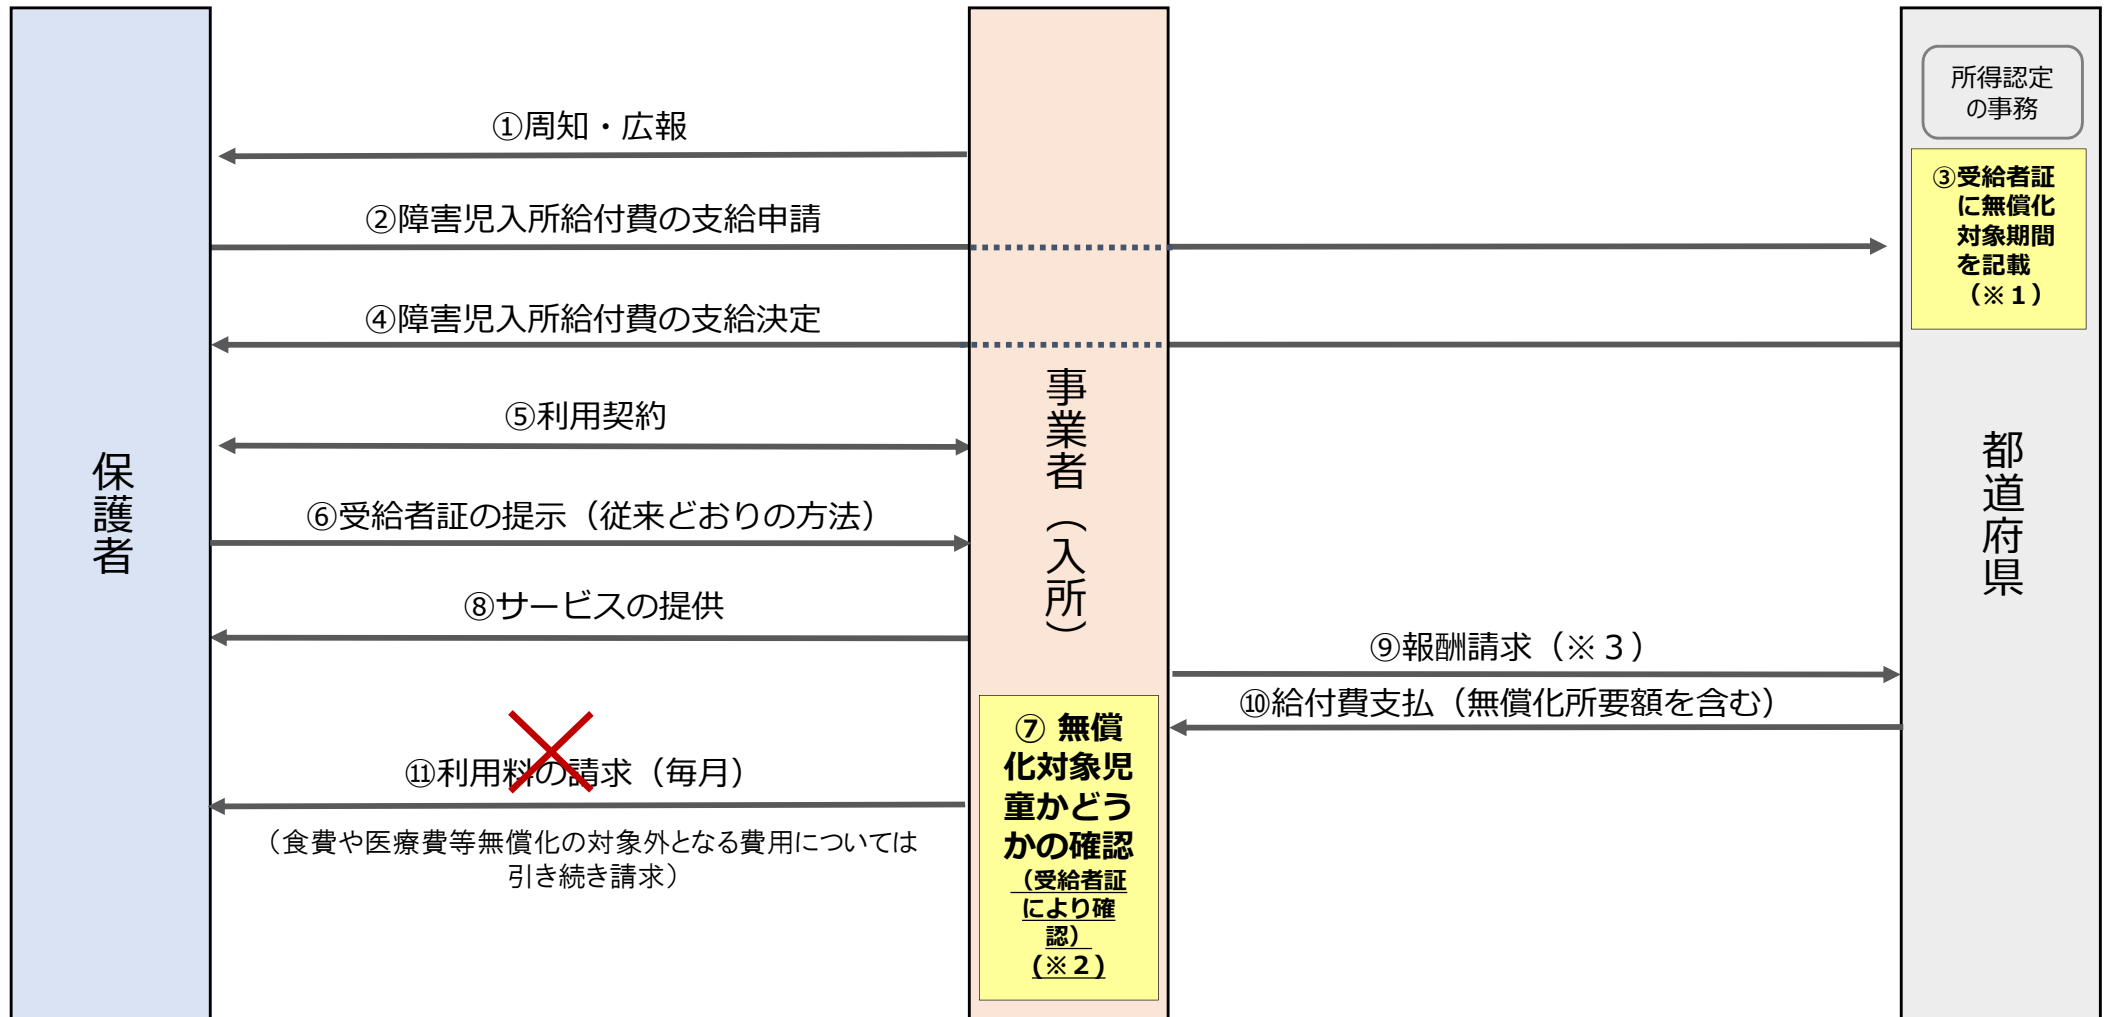 保護者
事業者（入所）
都道府県
所得認定
の事務
①周知・広報
②障害児入所給付費の支給申請
③受給者証
に無償化
対象期間
を記載
（※１）
④障害児入所給付費の支給決定
⑤利用契約
⑥受給者証の提示（従来どおりの方法）
⑦ 無償
化対象児
童かどう
かの確認
（受給者証
により確
認）
（※２）
⑧サービスの提供
⑨報酬請求（※３）
⑩給付費支払（無償化所要額を含む）
⑪利用料の請求（毎月）
（食費や医療費等無償化の対象外となる費用については
引き続き請求）